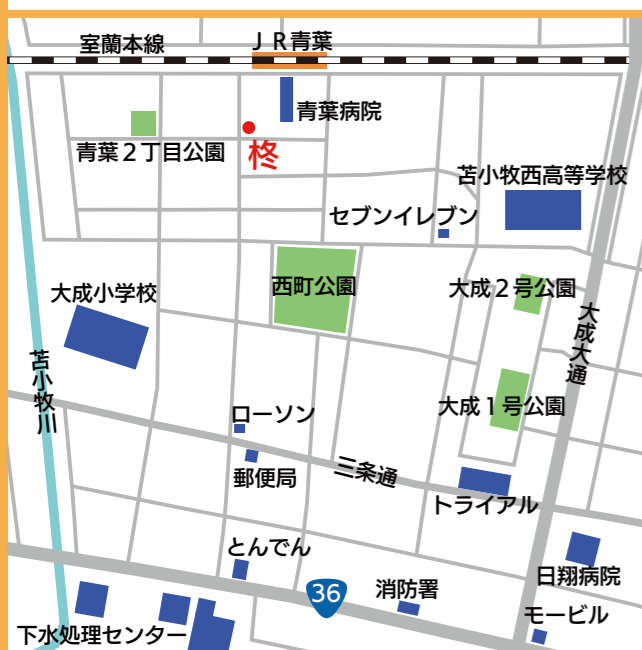 室蘭本線
ＪＲ青葉
青葉病院
青葉２丁目公園
柊
苫小牧西高等学校
セブンイレブン
西町公園
大成２号公園
大成小学校
大成大通
苫小牧川
大成１号公園
ローソン
三条通
郵便局
トライアル
とんでん
日翔病院
36
消防署
モービル
下水処理センター